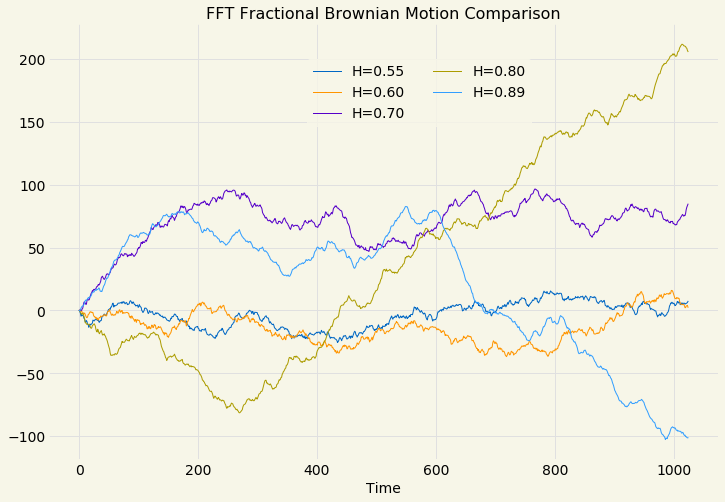 FFT Fractional Brownian Motion Comparison
200
150
100
50
0
−50
−100
H=0.55
H=0.60
H=0.70
H=0.80
H=0.89
0 200 400 600 800 1000
Time